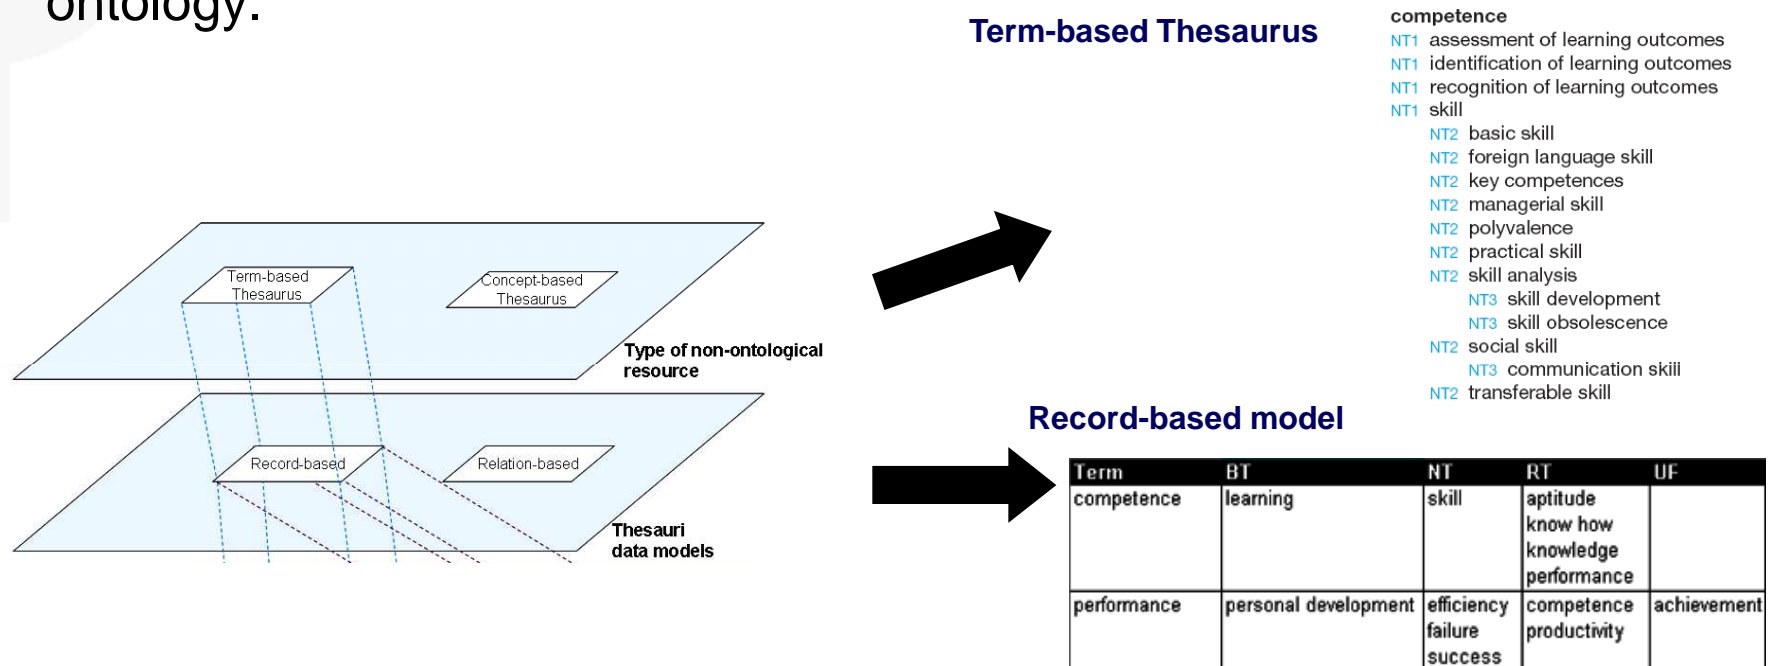 ontology.
Term-based Thesaurus
competence
NT1 assessment of learning outcomes
NT1 identification of learning outcomes
NT1 recognition of learning outcomes
NT1 skill
NT2 basic skill
NT2 foreign language skill
NT2 key competences
NT2 managerial skill
NT2 polyvalence
NT2 practical skill
NT2 skill analysis
NT3 skill development
NT3 skill obsolescence
NT2 social skill
NT3 communication skill
NT2 transferable skill
Term-based
Thesaurus
Concept-based
Thesaurus
Type of non-ontological
resource
Record-based
Relation-based
Thesauri
data models
Record-based model
Term BT NT RT UF
competence learning skill aptitude
know how
knowledge
performance
performance personal development efficiency competence achievement
failure productivity
success